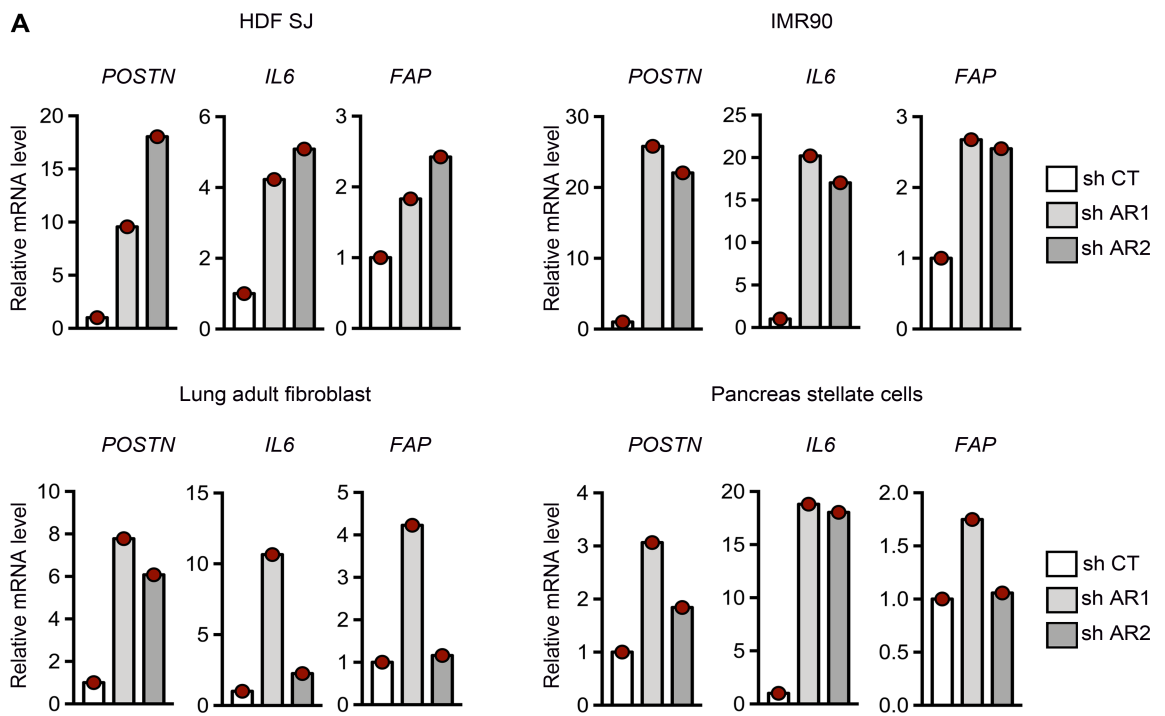 A
HDF SJ
IMR90
POSTN
IL6
FAP
POSTN
IL6
FAP
Relative mRNA level
20
15
10
5
0
6
4
2
0
3
2
1
0
Relative mRNA level
30
20
10
0
25
20
15
10
5
0
3
2
1
0
sh CT
sh AR1
sh AR2
Lung adult fibroblast
Pancreas stellate cells
POSTN
IL6
FAP
POSTN
IL6
FAP
Relative mRNA level
10
8
6
4
2
0
15
10
5
0
5
4
3
2
1
0
Relative mRNA level
4
3
2
1
0
20
15
10
5
0
2.0
1.5
1.0
0.5
0.0
sh CT
sh AR1
sh AR2